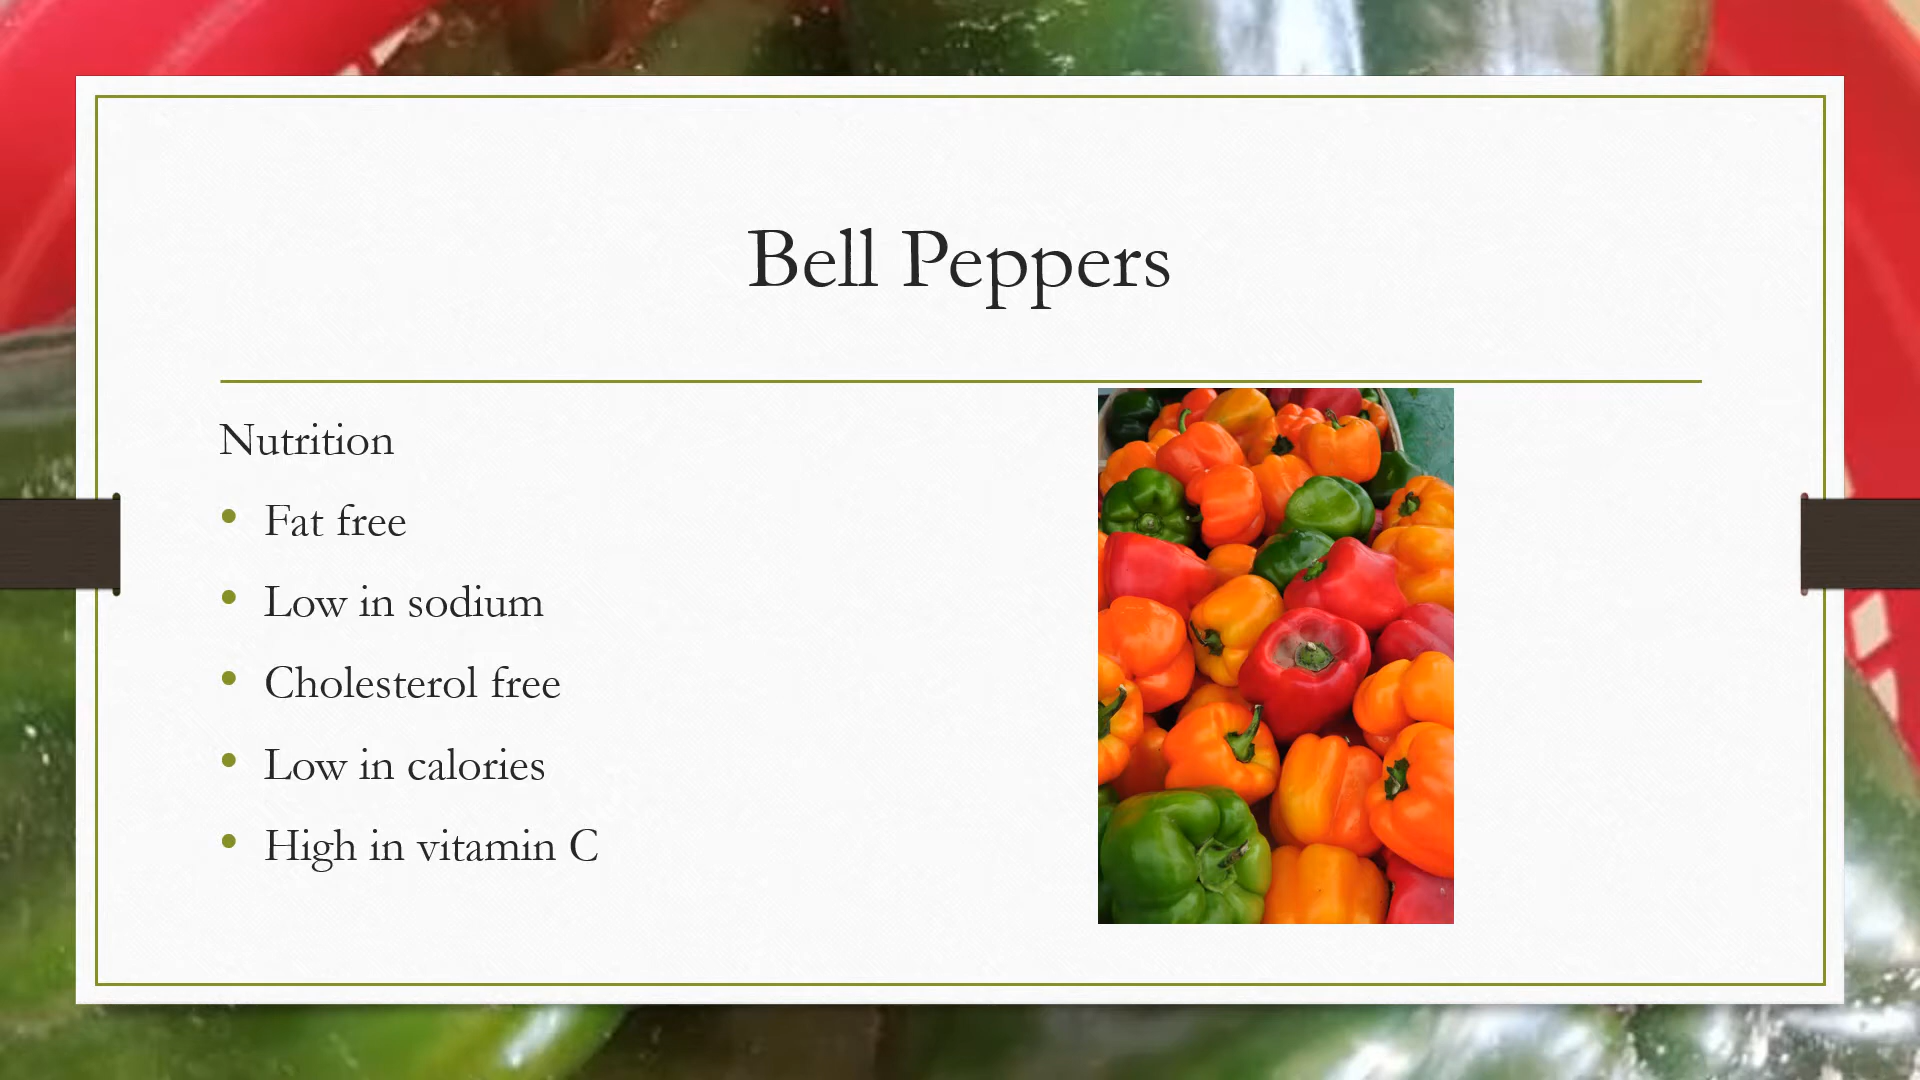 Bell Peppers
Nutrition
• Fat free
• Low in sodium
• Cholesterol free
• Low in calories
• High in vitamin C